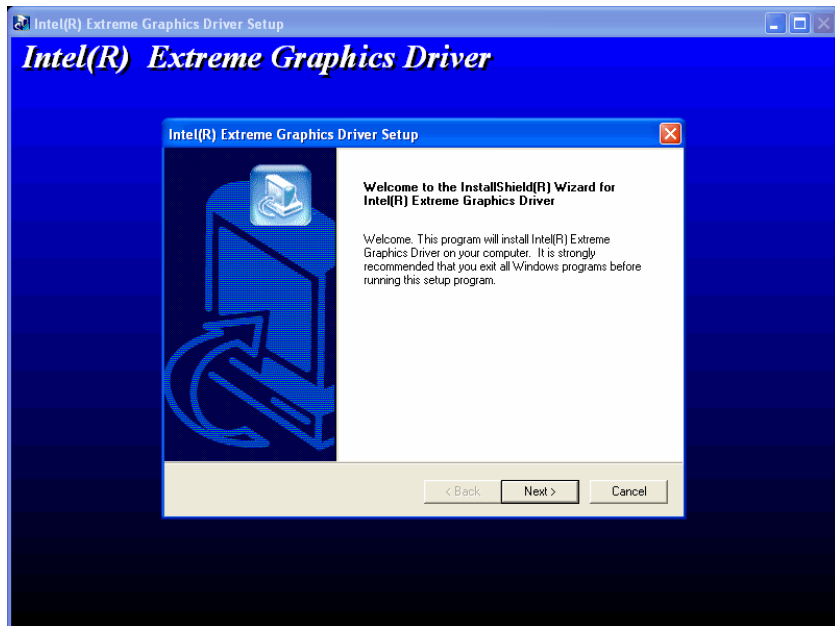 Intel(R) Extreme Graphics Driver Setup
Intel(R) Extreme Graphics Driver
Intel(R) Extreme Graphics Driver Setup
Welcome to the InstallShield(R) Wizard for
Intel(R) Extreme Graphics Driver
Welcome. This program will install Intel(R) Extreme
Graphics Driver on your computer. It is strongly
recommended that you exit all Windows programs before
running this setup program.
< Back
Next >
Cancel